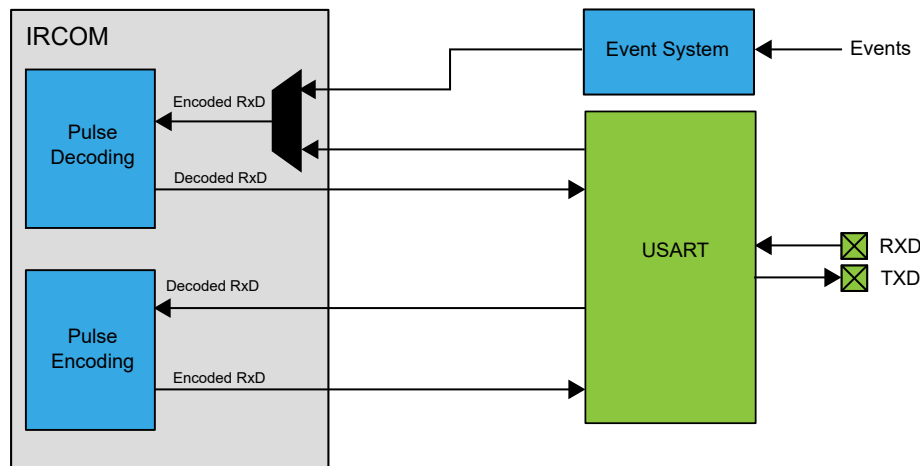 IRCOM
Event System
Events
Encoded RxD
Pulse
Decoding
Decoded RxD
USART
RXD
TXD
Decoded RxD
Pulse
Encoding
Encoded RxD